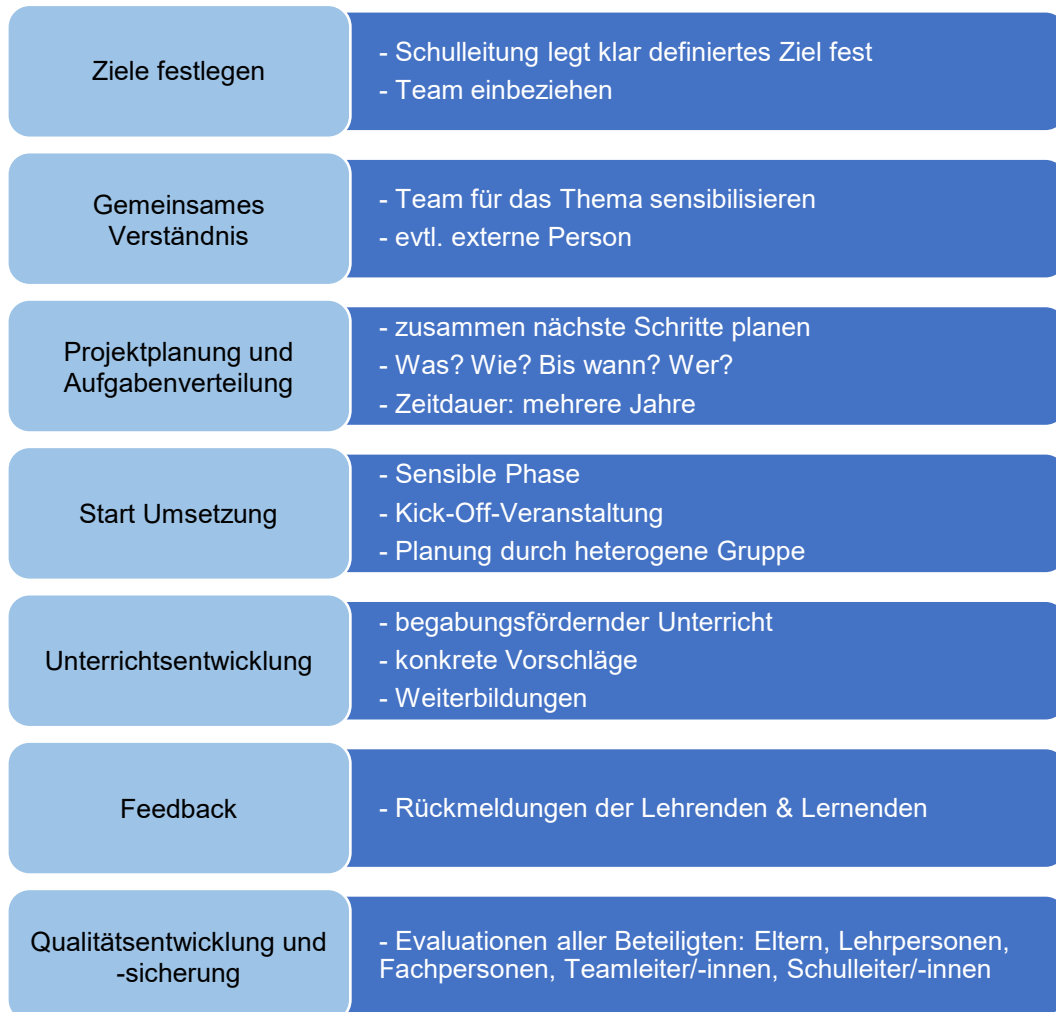 Ziele festlegen
- Schulleitung legt klar definiertes Ziel fest
- Team einbeziehen
Gemeinsames
Verständnis
- Team für das Thema sensibilisieren
- evtl. externe Person
Projektplanung und
Aufgabenverteilung
- zusammen nächste Schritte planen
- Was? Wie? Bis wann? Wer?
- Zeitdauer: mehrere Jahre
Start Umsetzung
- Sensible Phase
- Kick-Off-Veranstaltung
- Planung durch heterogene Gruppe
Unterrichtsentwicklung
- begabungsfördernder Unterricht
- konkrete Vorschläge
- Weiterbildungen
Feedback
- Rückmeldungen der Lehrenden & Lernenden
Qualitätsentwicklung und
-sicherung
- Evaluationen aller Beteiligten: Eltern, Lehrpersonen,
Fachpersonen, Teamleiter/-innen, Schulleiter/-innen